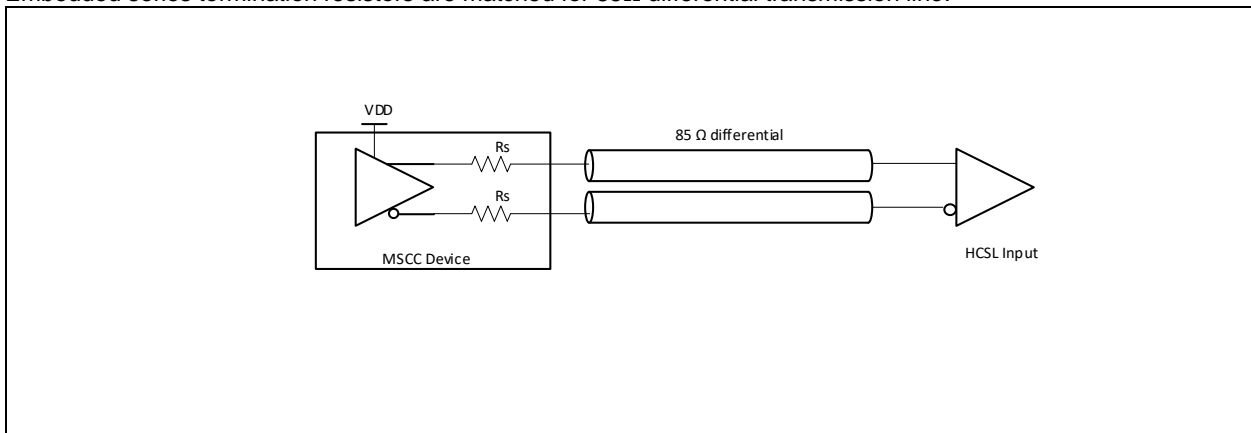 Embedded series termination resistors are matched for 85Ω differential transmission line.
VDD
85 Ω differential
Rs
Rs
MSCC Device
HCSL Input